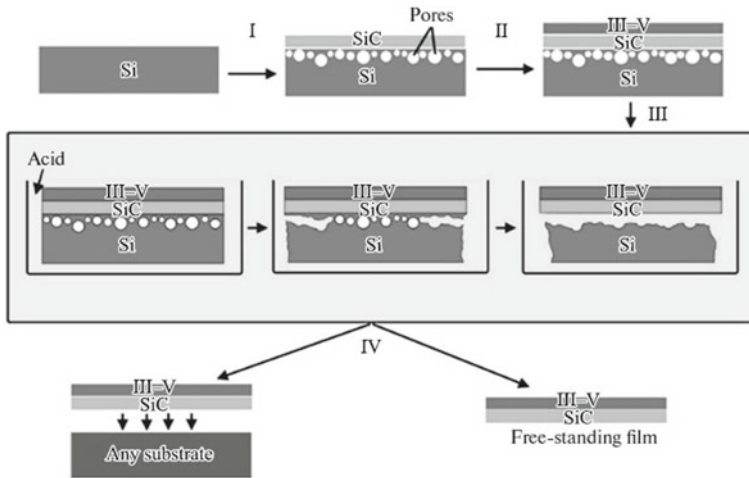 Si
I
SiC
Pores
Si
II
III–V
SiC
Si
III
Acid
III–V
SiC
Si
III–V
SiC
Si
III–V
SiC
Si
IV
III–V
SiC
Any substrate
III–V
SiC
Free-standing film